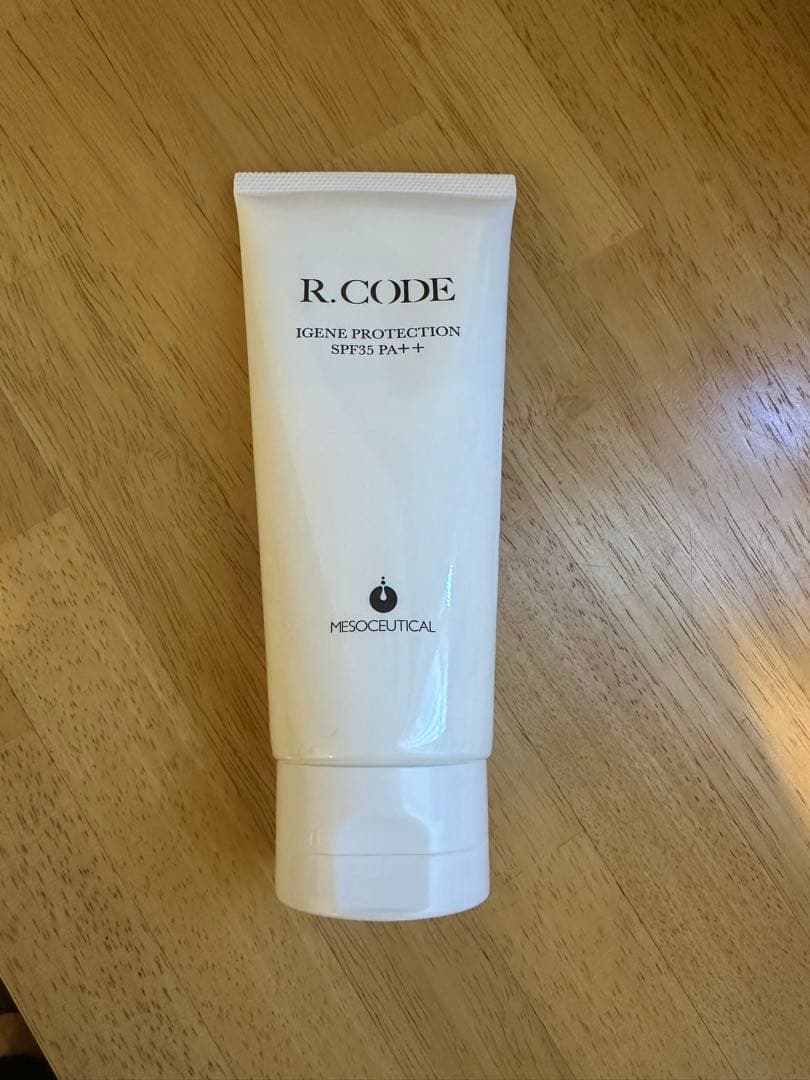 R.CODE
IGENE PROTECTION
SPF35 PA++
MESOCEUTICAL